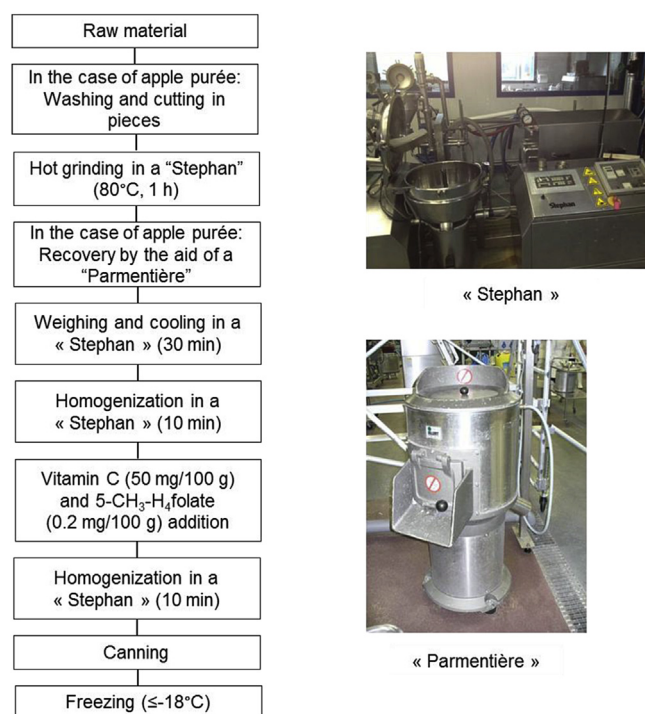 Raw material
In the case of apple purée:
Washing and cutting in
pieces
Hot grinding in a “Stephan”
(80°C, 1 h)
In the case of apple purée:
Recovery by the aid of a
“Parmentière”
Weighing and cooling in a
« Stephan » (30 min)
Homogenization in a
« Stephan » (10 min)
Vitamin C (50 mg/100 g)
and 5-CH₃-H₄folate
(0.2 mg/100 g) addition
Homogenization in a
« Stephan » (10 min)
Canning
Freezing (≤-18°C)
Stephan
« Stephan »
« Parmentière »